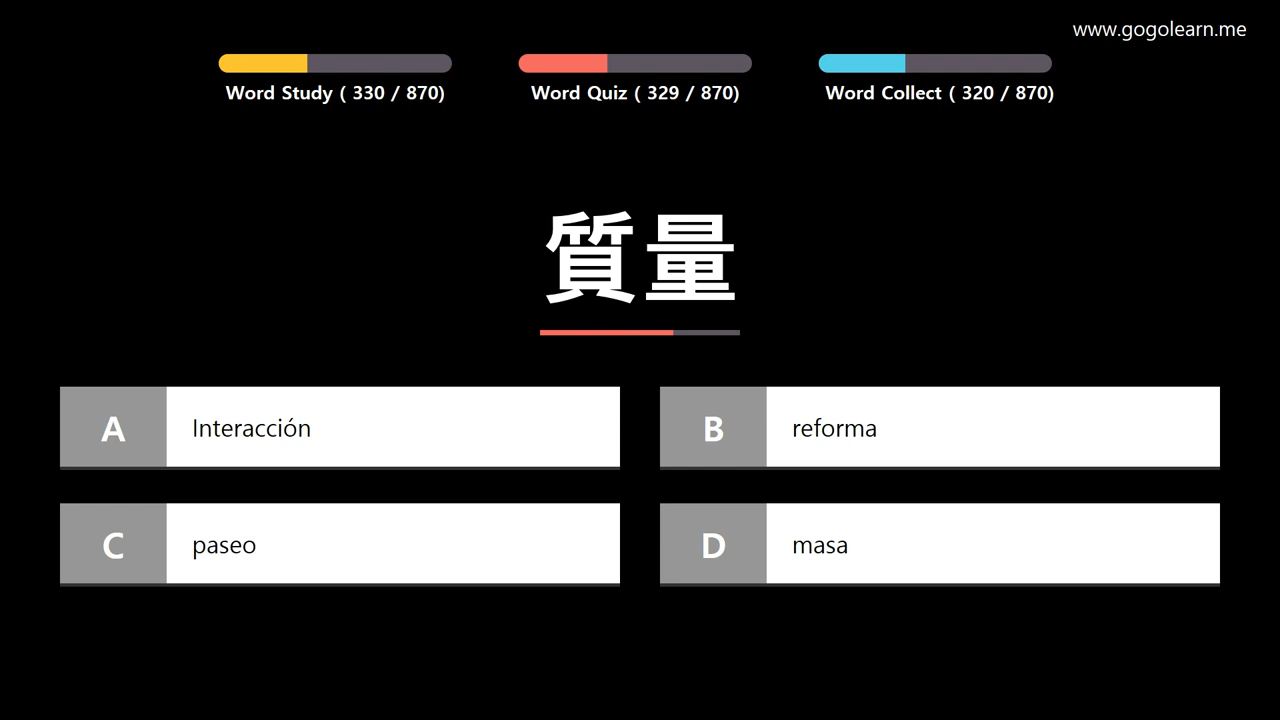 www.gogolearn.me
Word Study ( 330 / 870)
Word Quiz ( 329 / 870)
Word Collect ( 320 / 870)
質量
A Interacción
B reforma
C paseo
D masa